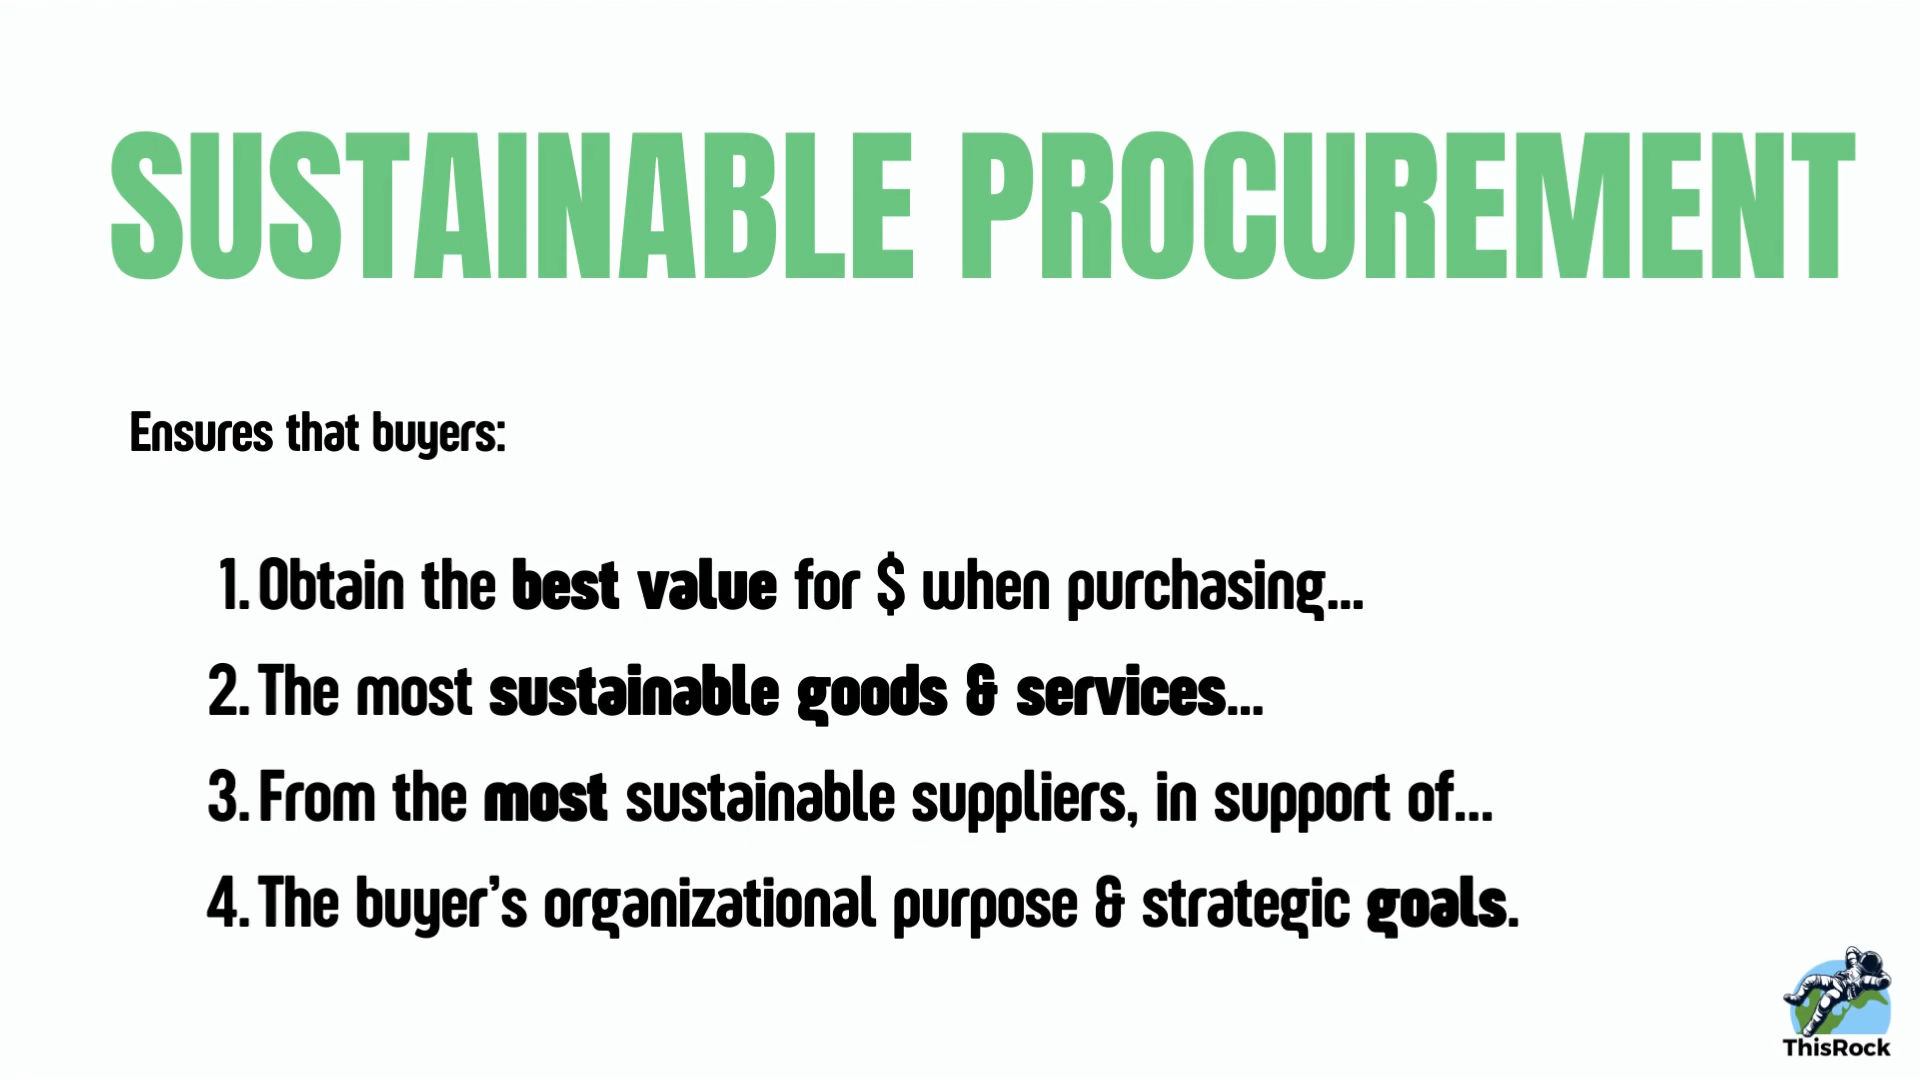 SUSTAINABLE PROCUREMENT
Ensures that buyers:
1. Obtain the best value for $ when purchasing...
2. The most sustainable goods & services...
3. From the most sustainable suppliers, in support of...
4. The buyer’s organizational purpose & strategic goals.
ThisRock